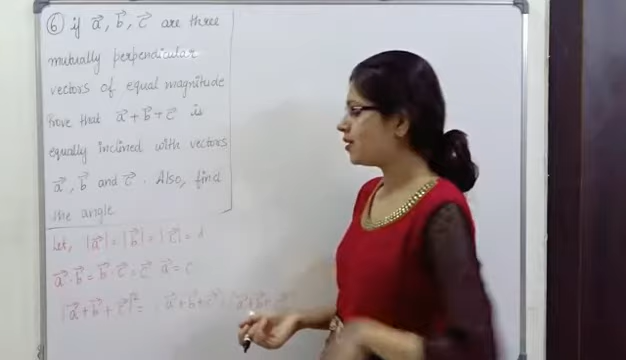 ⑥ if a⃗, b⃗, c⃗ are three
mutually perpendicular
vectors of equal magnitude
Prove that a⃗ + b⃗ + c⃗ is
equally inclined with vectors
a⃗, b⃗ and c⃗. Also, find
the angle
Let, |a⃗| = |b⃗| = |c⃗| = λ
a⃗·b⃗ = b⃗·c⃗ = c⃗ a⃗ = 0
|a⃗ + b⃗ + c⃗|² = a⃗ + b⃗ + c⃗ a⃗ + b⃗ +